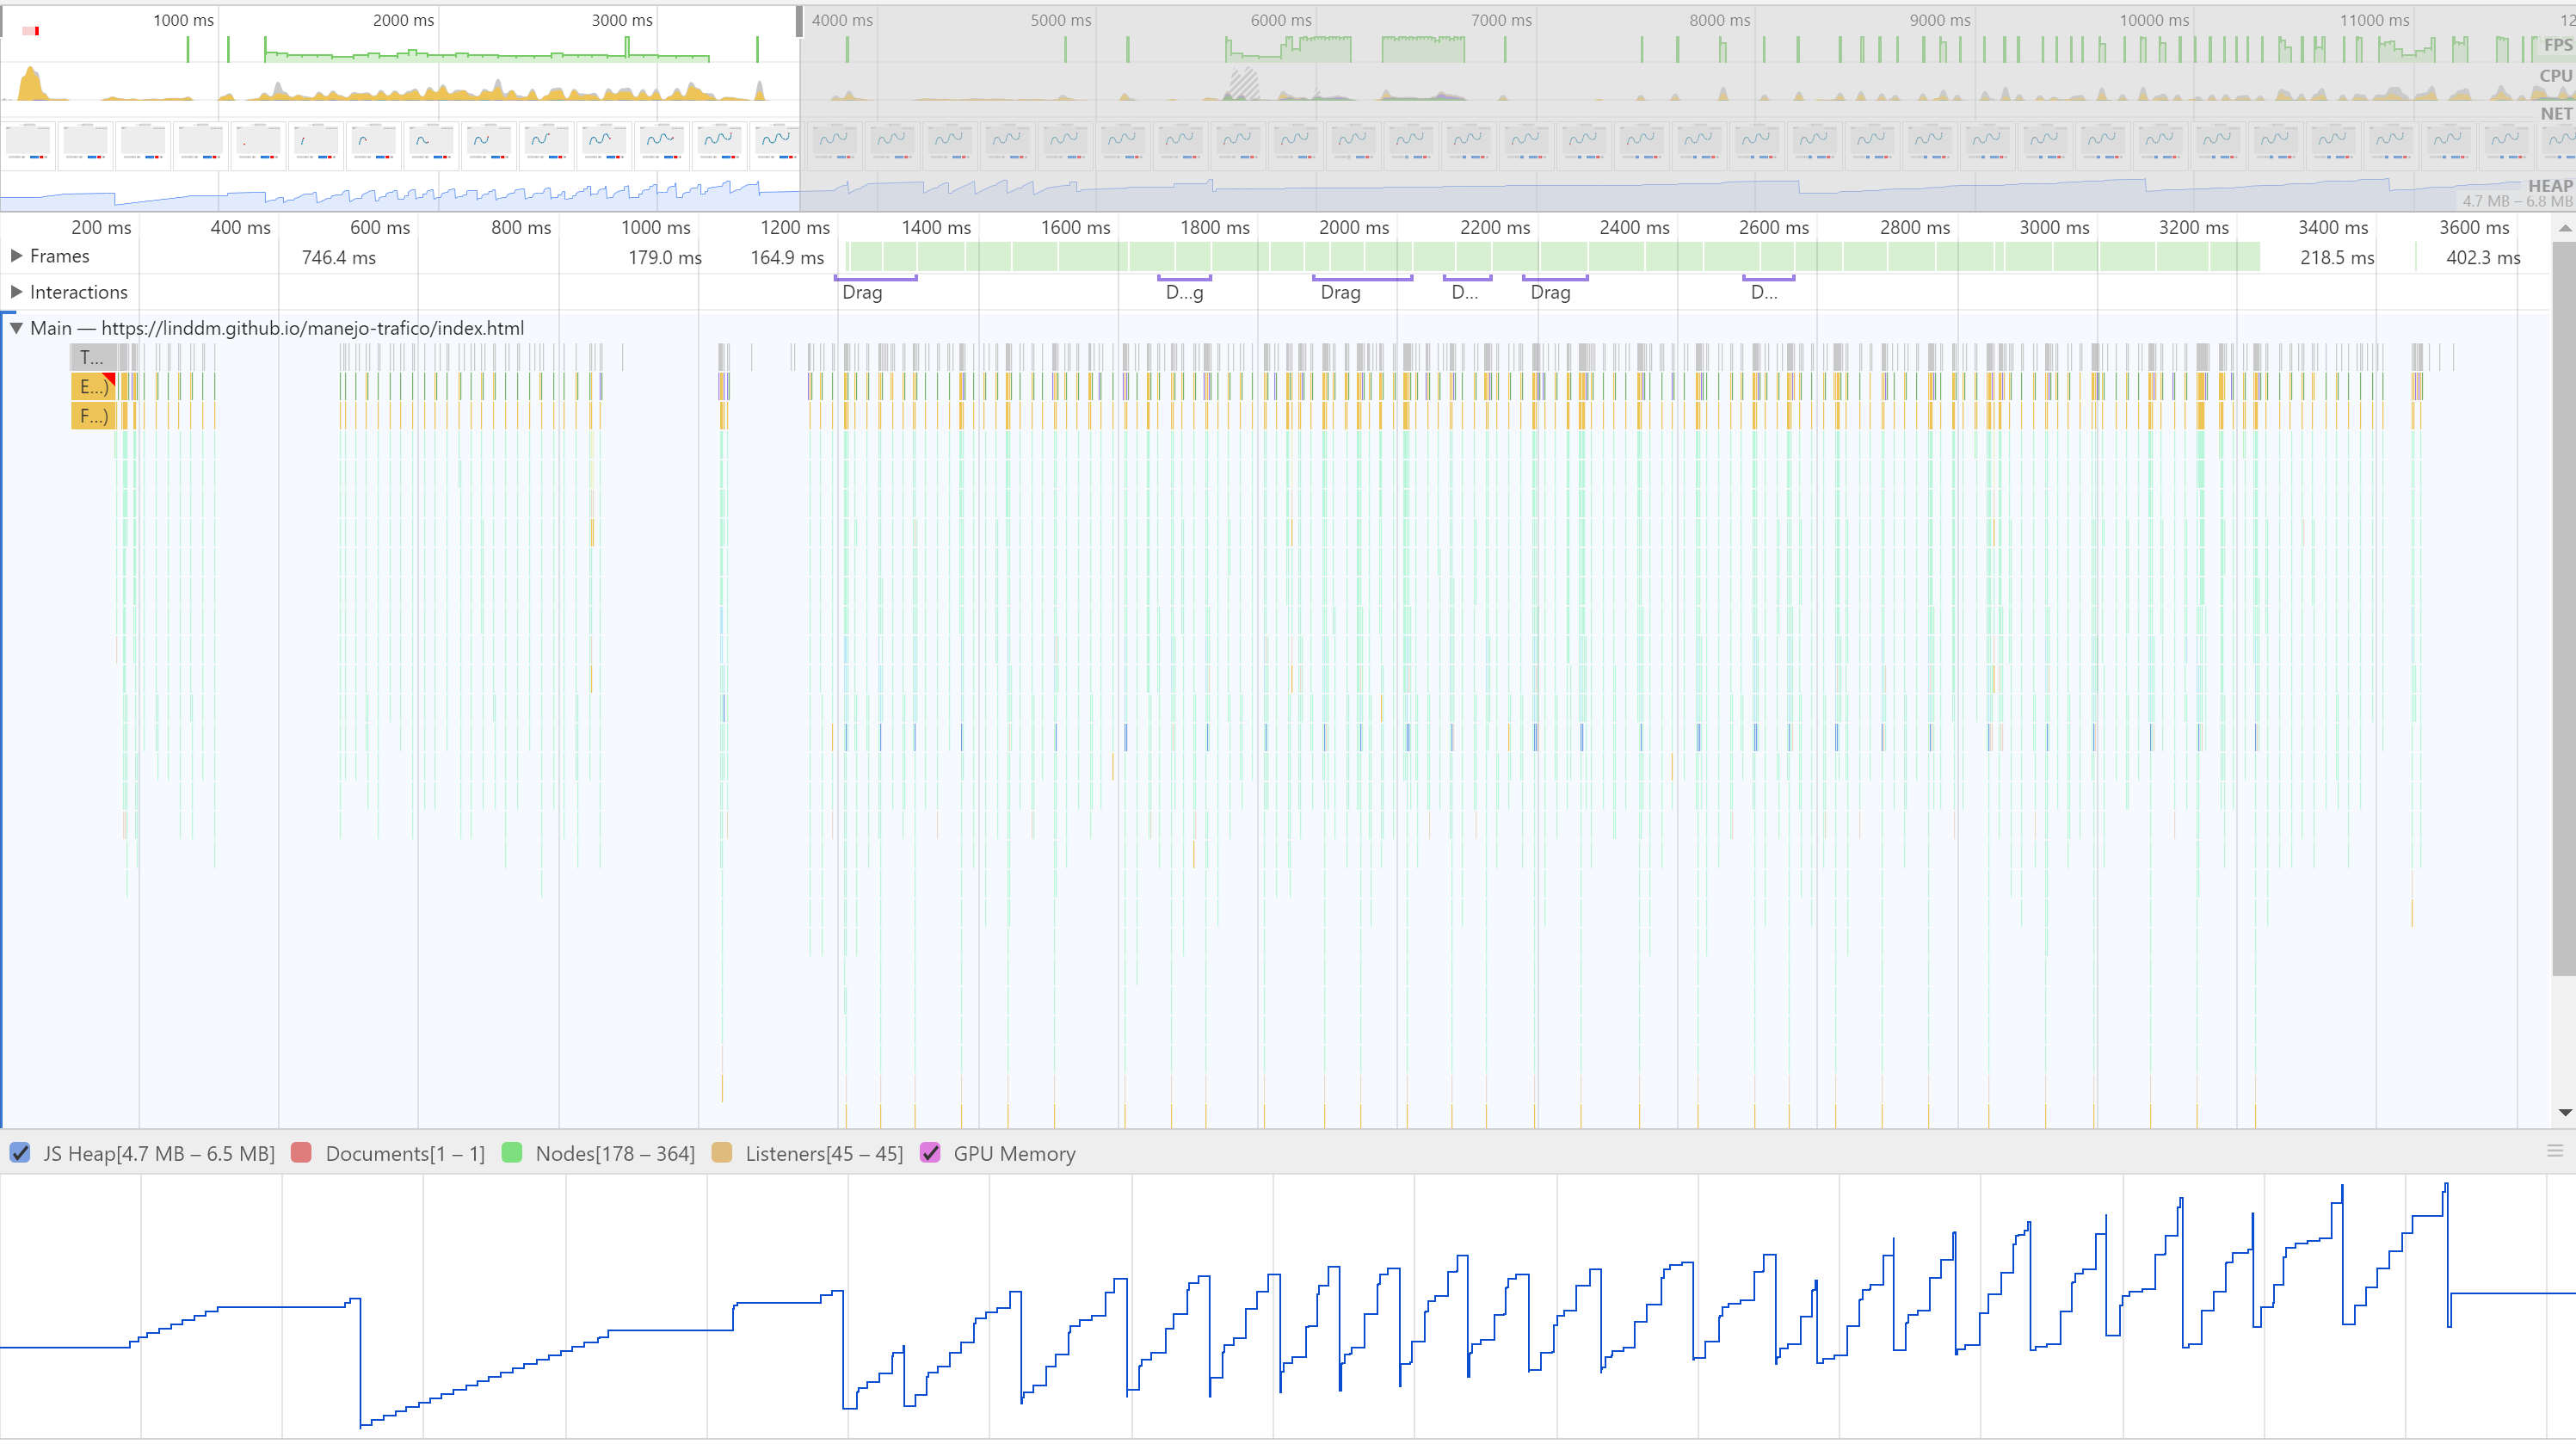 1000 ms 2000 ms 3000 ms 4000 ms 5000 ms 6000 ms 7000 ms 8000 ms 9000 ms 10000 ms 11000 ms 12
FPS
CPU
NET
HEAP
4.7 MB – 6.8 MB
200 ms 400 ms 600 ms 800 ms 1000 ms 1200 ms 1400 ms 1600 ms 1800 ms 2000 ms 2200 ms 2400 ms 2600 ms 2800 ms 3000 ms 3200 ms 3400 ms 3600 ms
Frames 746.4 ms 179.0 ms 164.9 ms 218.5 ms 402.3 ms
Interactions Drag D...g Drag D... Drag D...
Main — https://linddm.github.io/manejo-trafico/index.html
T...
E...)
F...)
JS Heap[4.7 MB – 6.5 MB] Documents[1 – 1] Nodes[178 – 364] Listeners[45 – 45] GPU Memory